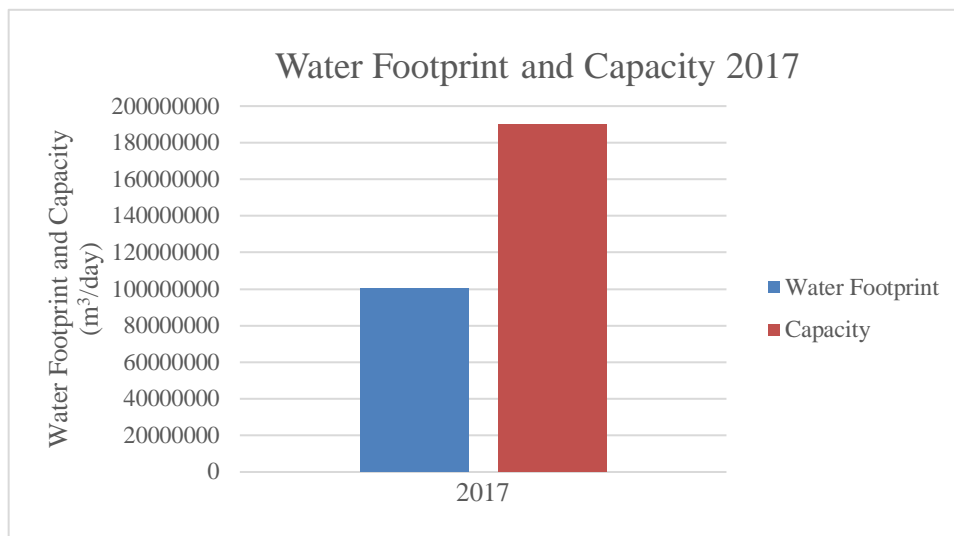 Water Footprint and Capacity 2017
Water Footprint and Capacity
(m³/day)
200000000
180000000
160000000
140000000
120000000
100000000
80000000
60000000
40000000
20000000
0
2017
Water Footprint
Capacity